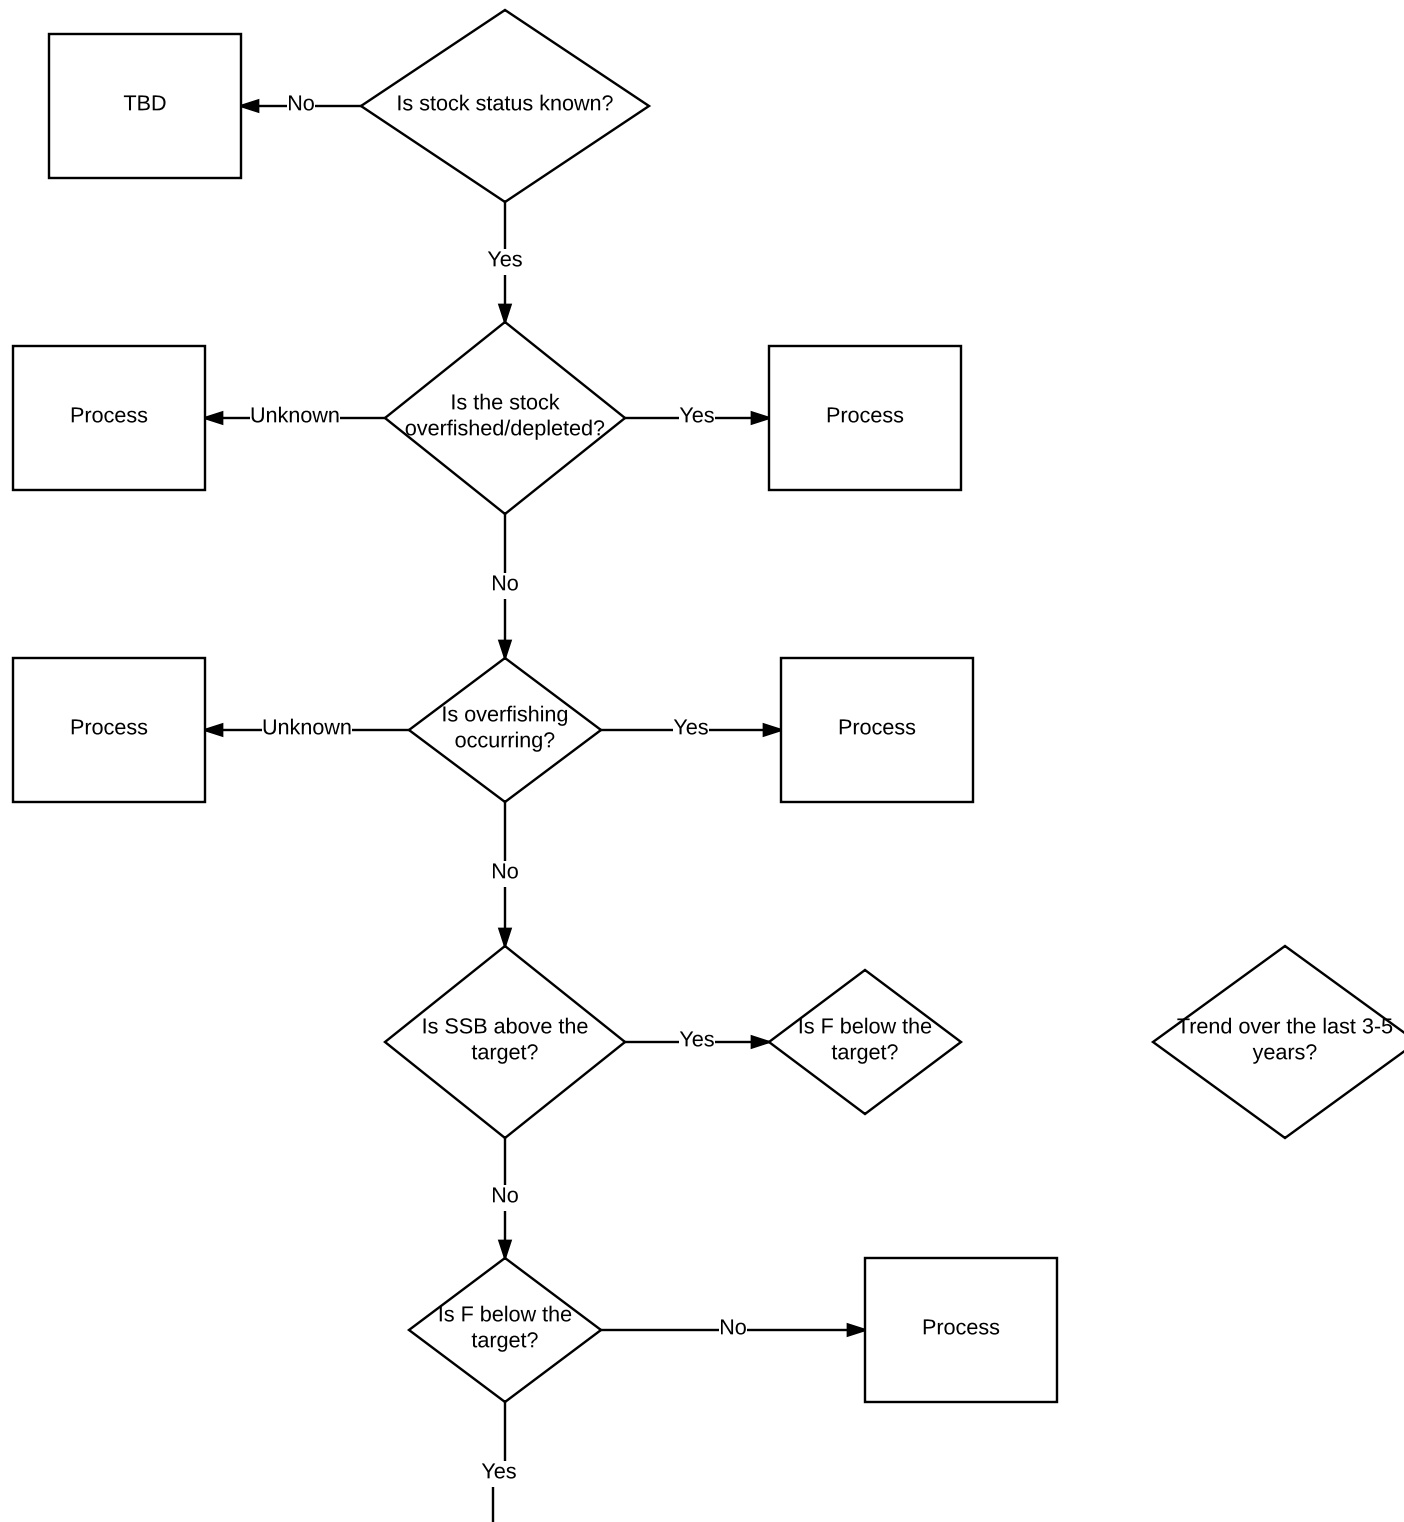 TBD
No
Is stock status known?
Yes
Process
Unknown
Is the stock
overfished/depleted?
Yes
Process
No
Process
Unknown
Is overfishing
occurring?
Yes
Process
No
Is SSB above the
target?
Yes
Is F below the
target?
Trend over the last 3-5
years?
No
Is F below the
target?
No
Process
Yes